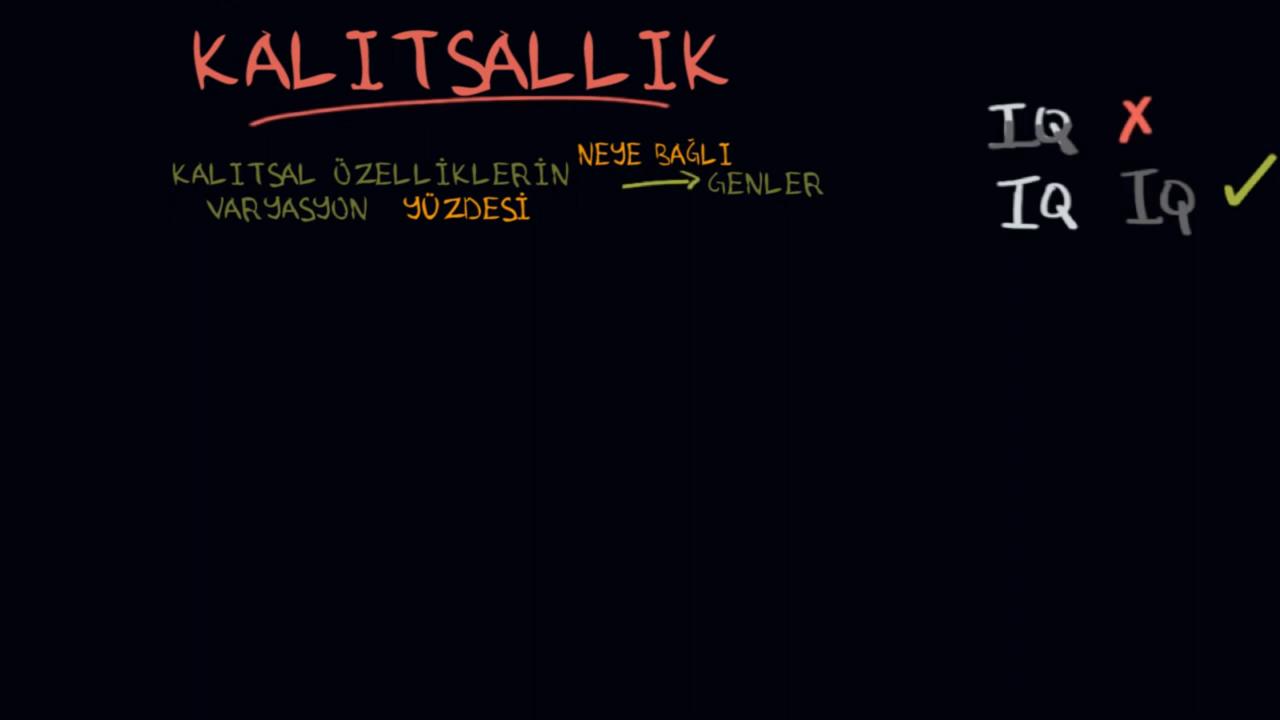 KALITSALLIK
KALITSAL ÖZELLİKLERİN NEYE BAĞLI GENLER
VARYASYON YÜZDESİ
IQ X
IQ IQ ✓